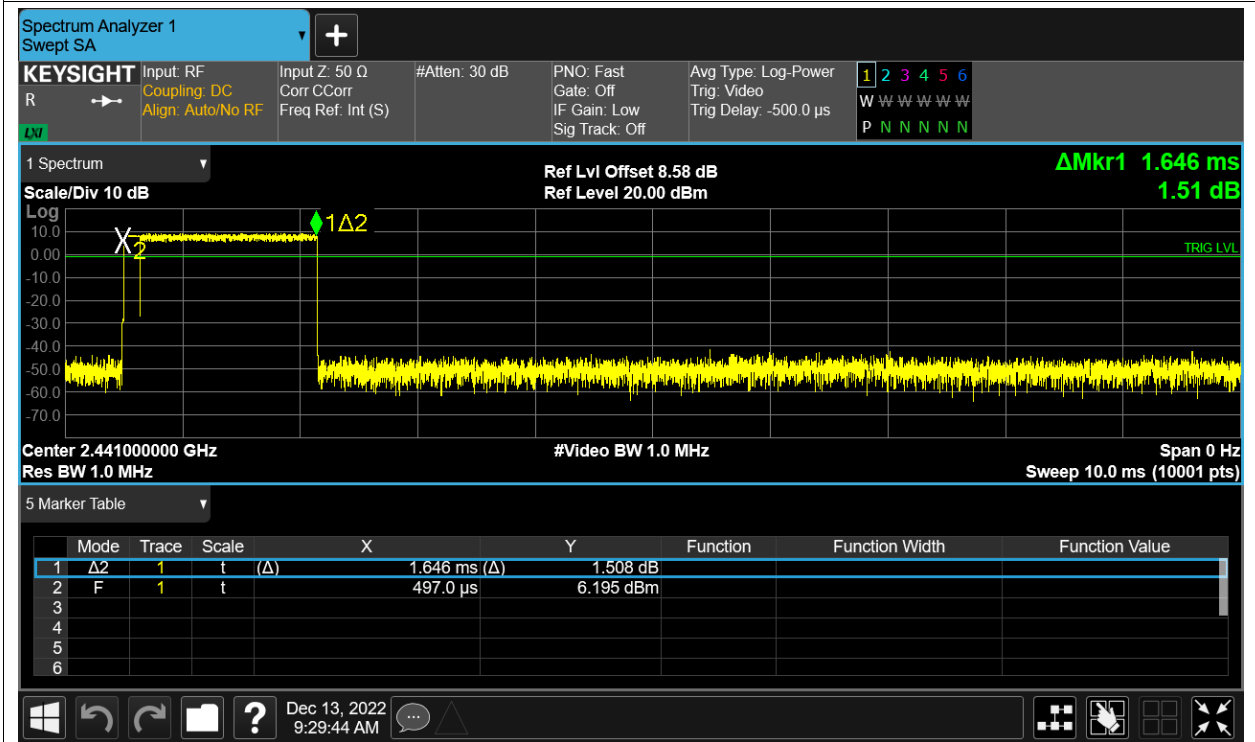 Spectrum Analyzer 1
Swept SA
▼
+
KEYSIGHT Input: RF Input Z: 50 Ω #Atten: 30 dB PNO: Fast Avg Type: Log-Power 1 2 3 4 5 6
R Coupling: DC Corr CCorr Gate: Off Trig: Video W W W W W W
Align: Auto/No RF Freq Ref: Int (S) IF Gain: Low Trig Delay: -500.0 µs
LXI Sig Track: Off P N N N N N
1 Spectrum ▼ Ref Lvl Offset 8.58 dB ΔMkr1 1.646 ms
Scale/Div 10 dB Ref Level 20.00 dBm 1.51 dB
Log
1Δ2
10.0
X2
0.00 TRIG LVL
-10.0
-20.0
-30.0
-40.0
-50.0
-60.0
-70.0
Center 2.441000000 GHz #Video BW 1.0 MHz Span 0 Hz
Res BW 1.0 MHz Sweep 10.0 ms (10001 pts)
5 Marker Table ▼
Mode Trace Scale X Y Function Function Width Function Value
1 Δ2 1 t (Δ) 1.646 ms (Δ) 1.508 dB
2 F 1 t 497.0 µs 6.195 dBm
3
4
5
6
? Dec 13, 2022
9:29:44 AM